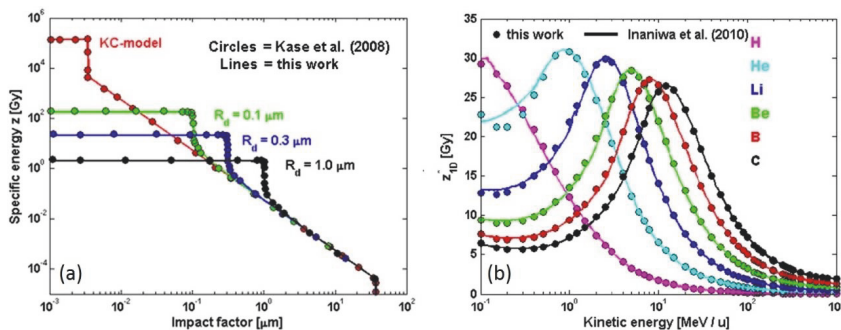 KC-model
Circles = Kase et al. (2008)
Lines = this work
R_d = 0.1 μm
R_d = 0.3 μm
R_d = 1.0 μm
(a)
Specific energy z [Gy]
10^6
10^4
10^2
10^0
10^-2
10^-4
10^-3
10^-2
10^-1
10^0
10^1
10^2
Impact factor [μm]
this work
Inaniwa et al. (2010)
H
He
Li
Be
B
C
(b)
z*_1D [Gy]
35
30
25
20
15
10
5
0
10^-1
10^0
10^1
10^2
10^3
Kinetic energy [MeV / u]